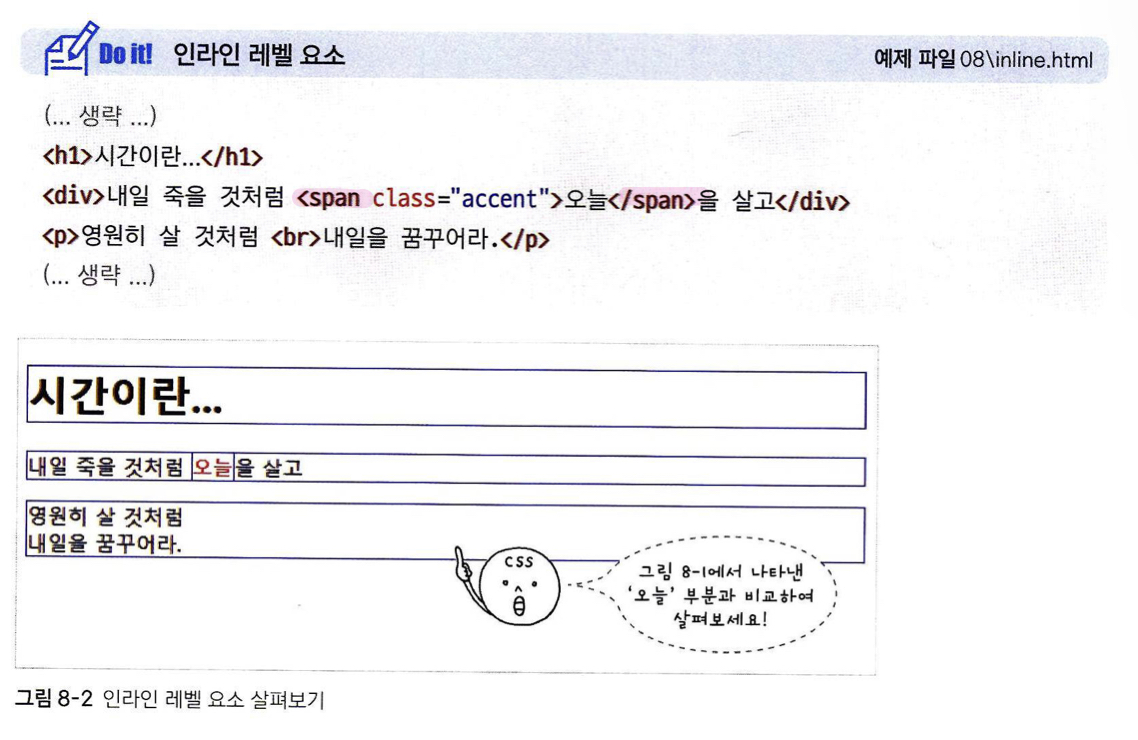 Do it! 인라인 레벨 요소 예제 파일 08\inline.html
(... 생략 ...)
<h1>시간이란...</h1>
<div>내일 죽을 것처럼 <span class="accent">오늘</span>을 살고</div>
<p>영원히 살 것처럼 <br>내일을 꿈꾸어라.</p>
(... 생략 ...)
시간이란...
내일 죽을 것처럼 오늘을 살고
영원히 살 것처럼
내일을 꿈꾸어라.
CSS
그림 8-1에서 나타낸
'오늘' 부분과 비교하여
살펴보세요!
그림 8-2 인라인 레벨 요소 살펴보기